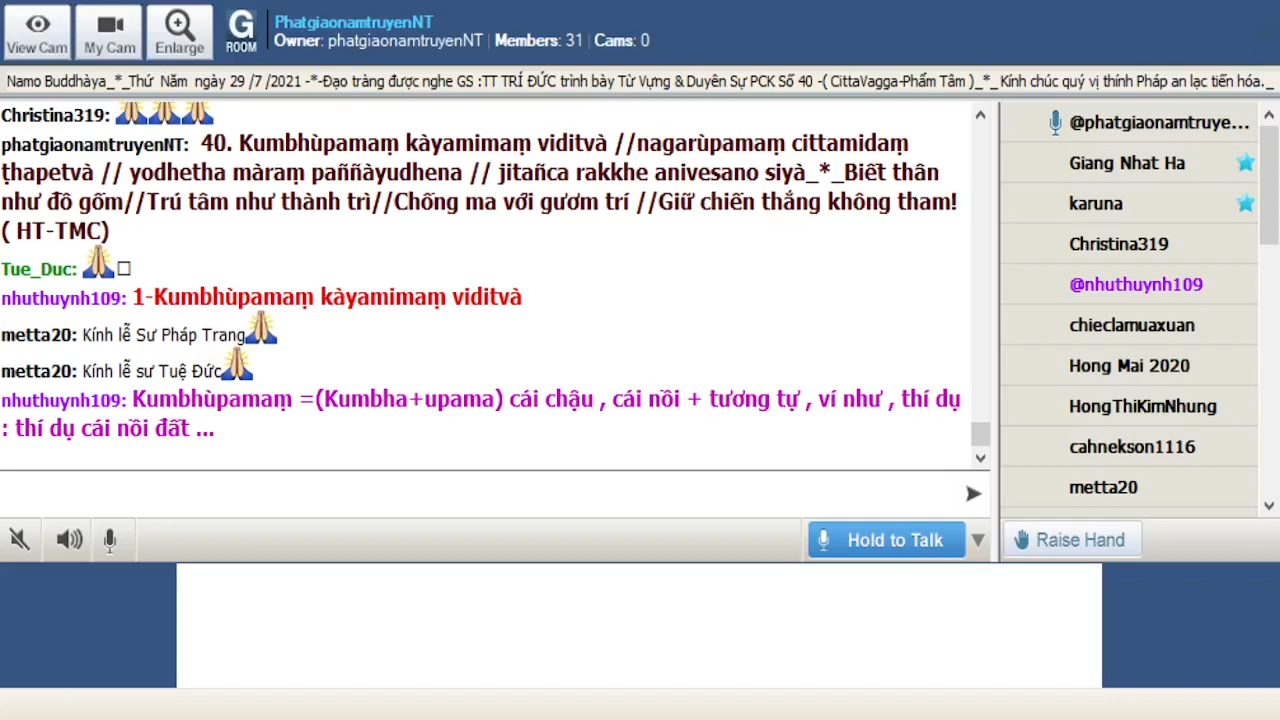 View Cam
My Cam
Enlarge
G
ROOM
PhatgiaonamtruyenNT
Owner: phatgiaonamtruyenNT | Members: 31 | Cams: 0
Namo Buddhàya_*_Thứ Năm ngày 29 /7 /2021 -*-Đạo tràng được nghe GS :TT TRÍ ĐỨC trình bày Từ Vựng & Duyên Sự PCK Số 40 -( CittaVagga-Phẩm Tâm )_*_ Kính chúc quý vị thính Pháp an lạc tiến hóa._
Christina319: 🙏🙏🙏
phatgiaonamtruyenNT: 40. Kumbhùpamaṃ kàyamimaṃ viditvà //nagarùpamaṃ cittamidaṃ
ṭhapetvà // yodhetha màraṃ paññàyudhena // jitañca rakkhe anivesano siyà_*_Biết thân
như đồ gốm//Trú tâm như thành trì//Chống ma với gươm trí //Giữ chiến thắng không tham!
( HT-TMC)
Tue_Duc: 🙏
nhuthuynh109: 1-Kumbhùpamaṃ kàyamimaṃ viditvà
metta20: Kính lễ Sư Pháp Trang🙏
metta20: Kính lễ sư Tuệ Đức🙏
nhuthuynh109: Kumbhùpamaṃ =(Kumbha+upama) cái chậu , cái nồi + tương tự , ví như , thí dụ
: thí dụ cái nồi đất ...
@phatgiaonamtruye...
Giang Nhat Ha
karuna
Christina319
@nhuthuynh109
chieclamuaxuan
Hong Mai 2020
HongThiKimNhung
cahnekson1116
metta20
Hold to Talk
Raise Hand